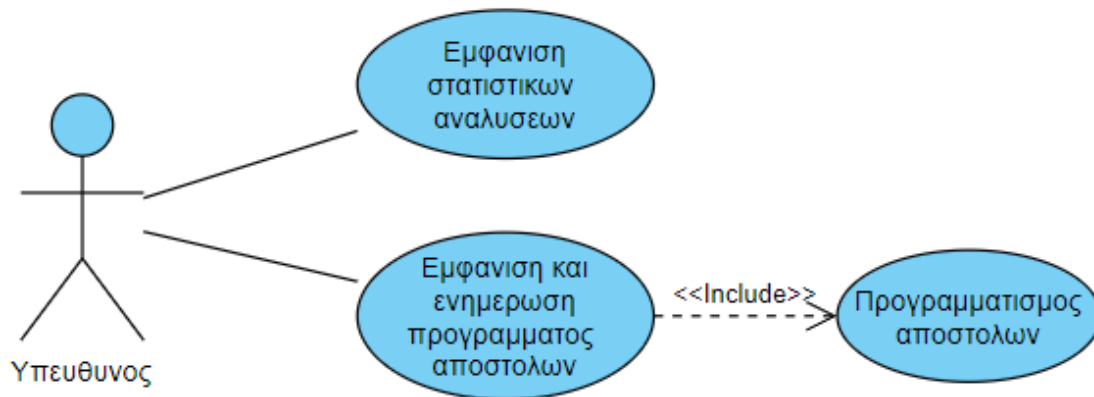 Εμφανιση
στατιστικων
αναλυσεων
Εμφανιση και
ενημερωση
προγραμματος
αποστολων
<<Include>>
Προγραμματισμος
αποστολων
Υπευθυνος